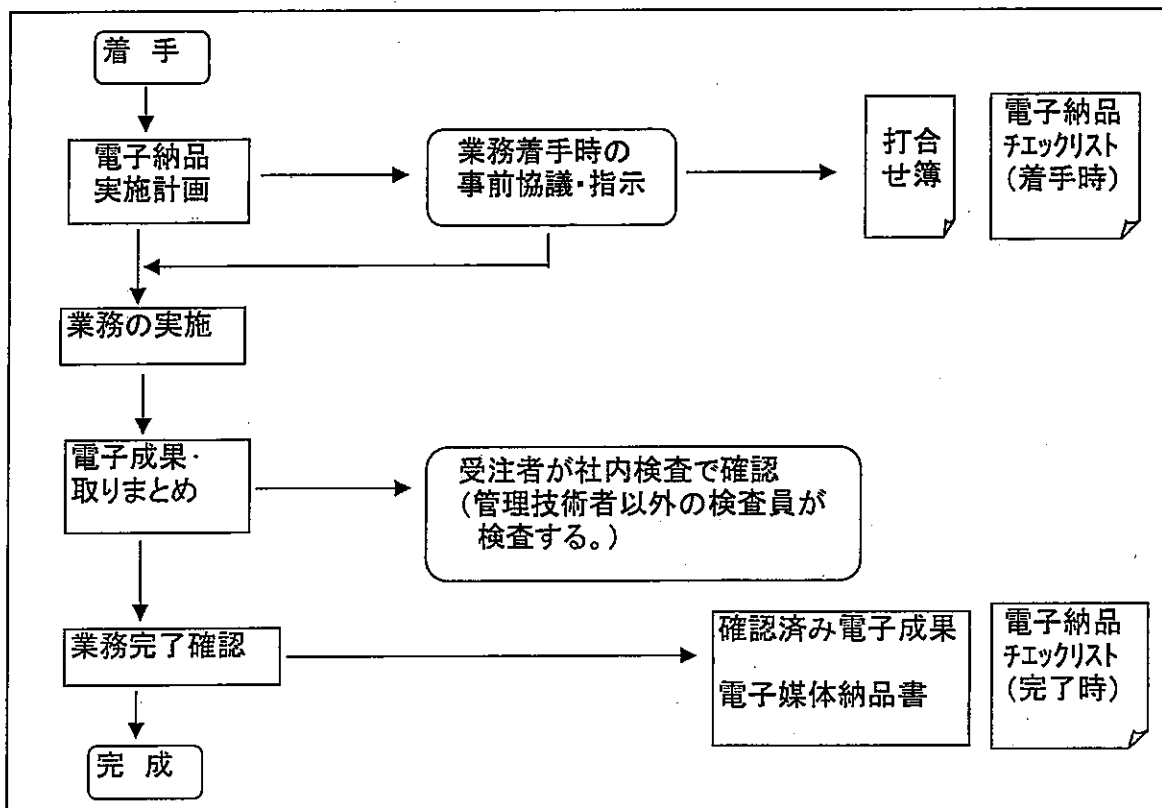 着 手
電子納品
実施計画
業務着手時の
事前協議・指示
打合
せ簿
電子納品
チェックリスト
(着手時)
業務の実施
電子成果・
取りまとめ
受注者が社内検査で確認
(管理技術者以外の検査員が
検査する。)
業務完了確認
確認済み電子成果
電子媒体納品書
電子納品
チェックリスト
(完了時)
完 成